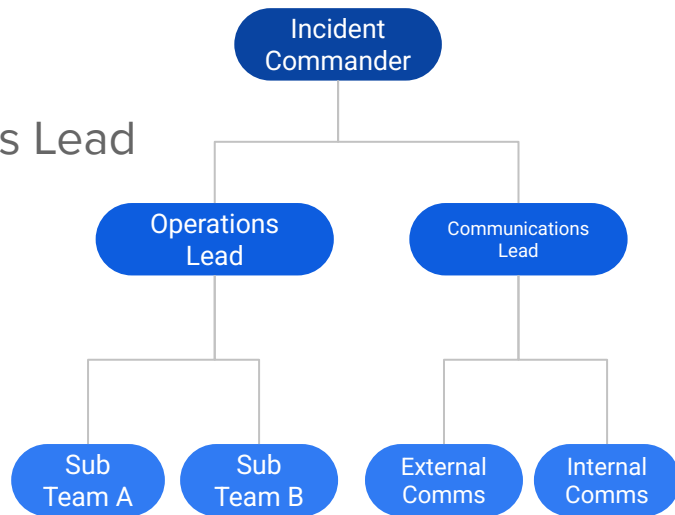 Incident
Commander
s Lead
Operations
Lead
Communications
Lead
Sub
Team A
Sub
Team B
External
Comms
Internal
Comms